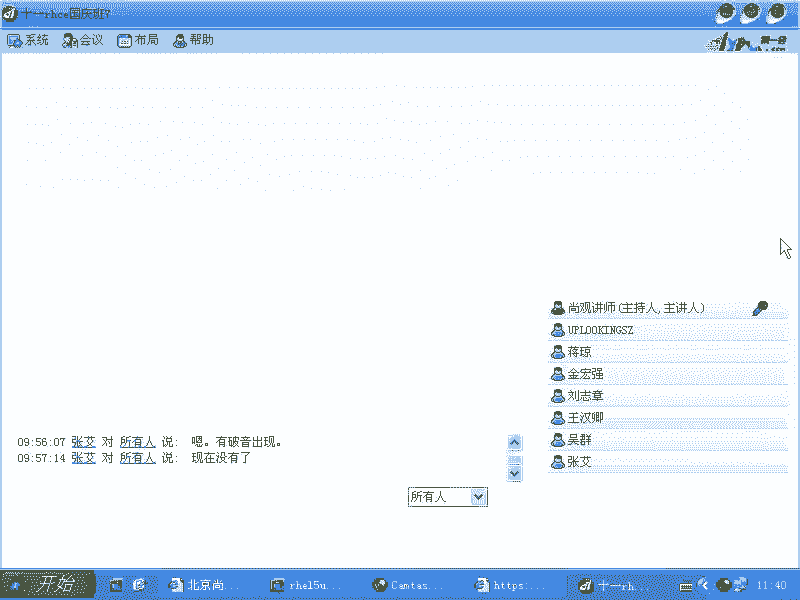 十一rhce国庆班7
系统 会议 布局 帮助
第一会
尚观讲师(主持人,主讲人)
UPLOOKINGSZ
蒋琼
金宏强
刘志章
王汉卿
吴群
张艾
09:56:07 张艾 对 所有人 说: 嗯。有破音出现。
09:57:14 张艾 对 所有人 说: 现在没有了
所有人
开始 北京尚... rhel5u... Camtas... https:... 十一rh... 11:40